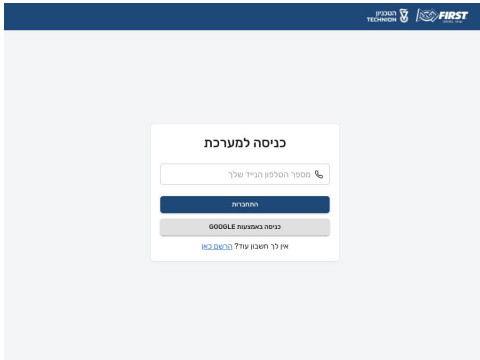 FIRST
הטכניון
TECHNION
כניסה למערכת
מספר הטלפון הנייד שלך
התחברות
כניסה באמצעות GOOGLE
אין לך חשבון עוד? הרשם כאן